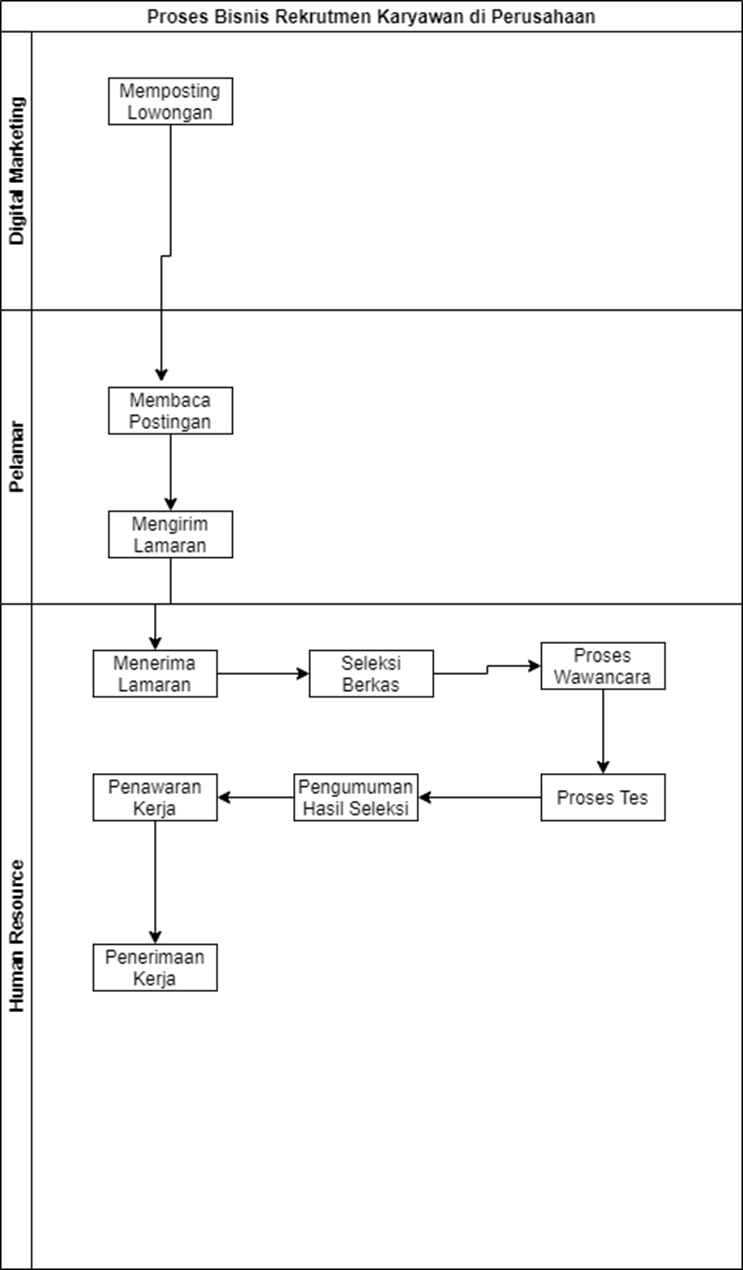 Proses Bisnis Rekrutmen Karyawan di Perusahaan
Digital Marketing
Memposting
Lowongan
Pelamar
Membaca
Postingan
Mengirim
Lamaran
Human Resource
Menerima
Lamaran
Seleksi
Berkas
Proses
Wawancara
Proses Tes
Pengumuman
Hasil Seleksi
Penawaran
Kerja
Penerimaan
Kerja